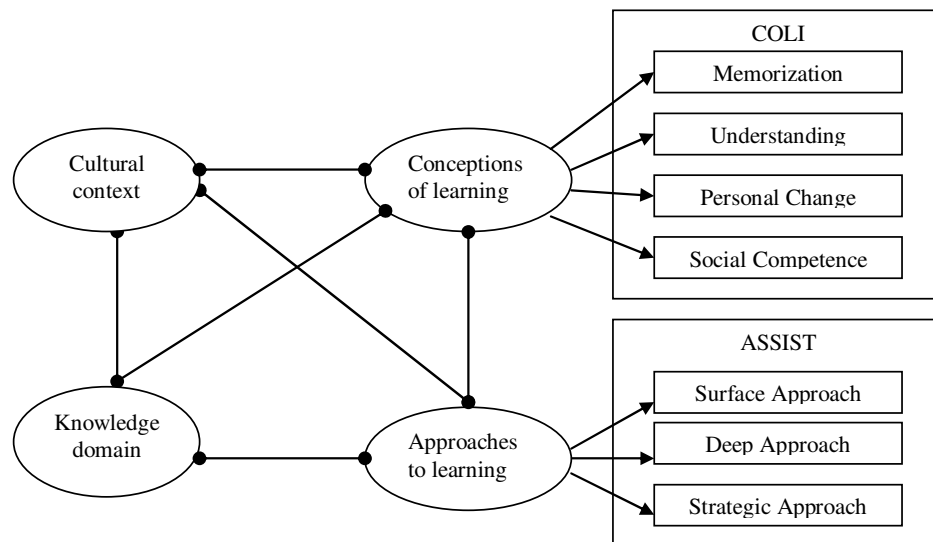 Cultural
context
Conceptions
of learning
Knowledge
domain
Approaches
to learning
COLI
Memorization
Understanding
Personal Change
Social Competence
ASSIST
Surface Approach
Deep Approach
Strategic Approach